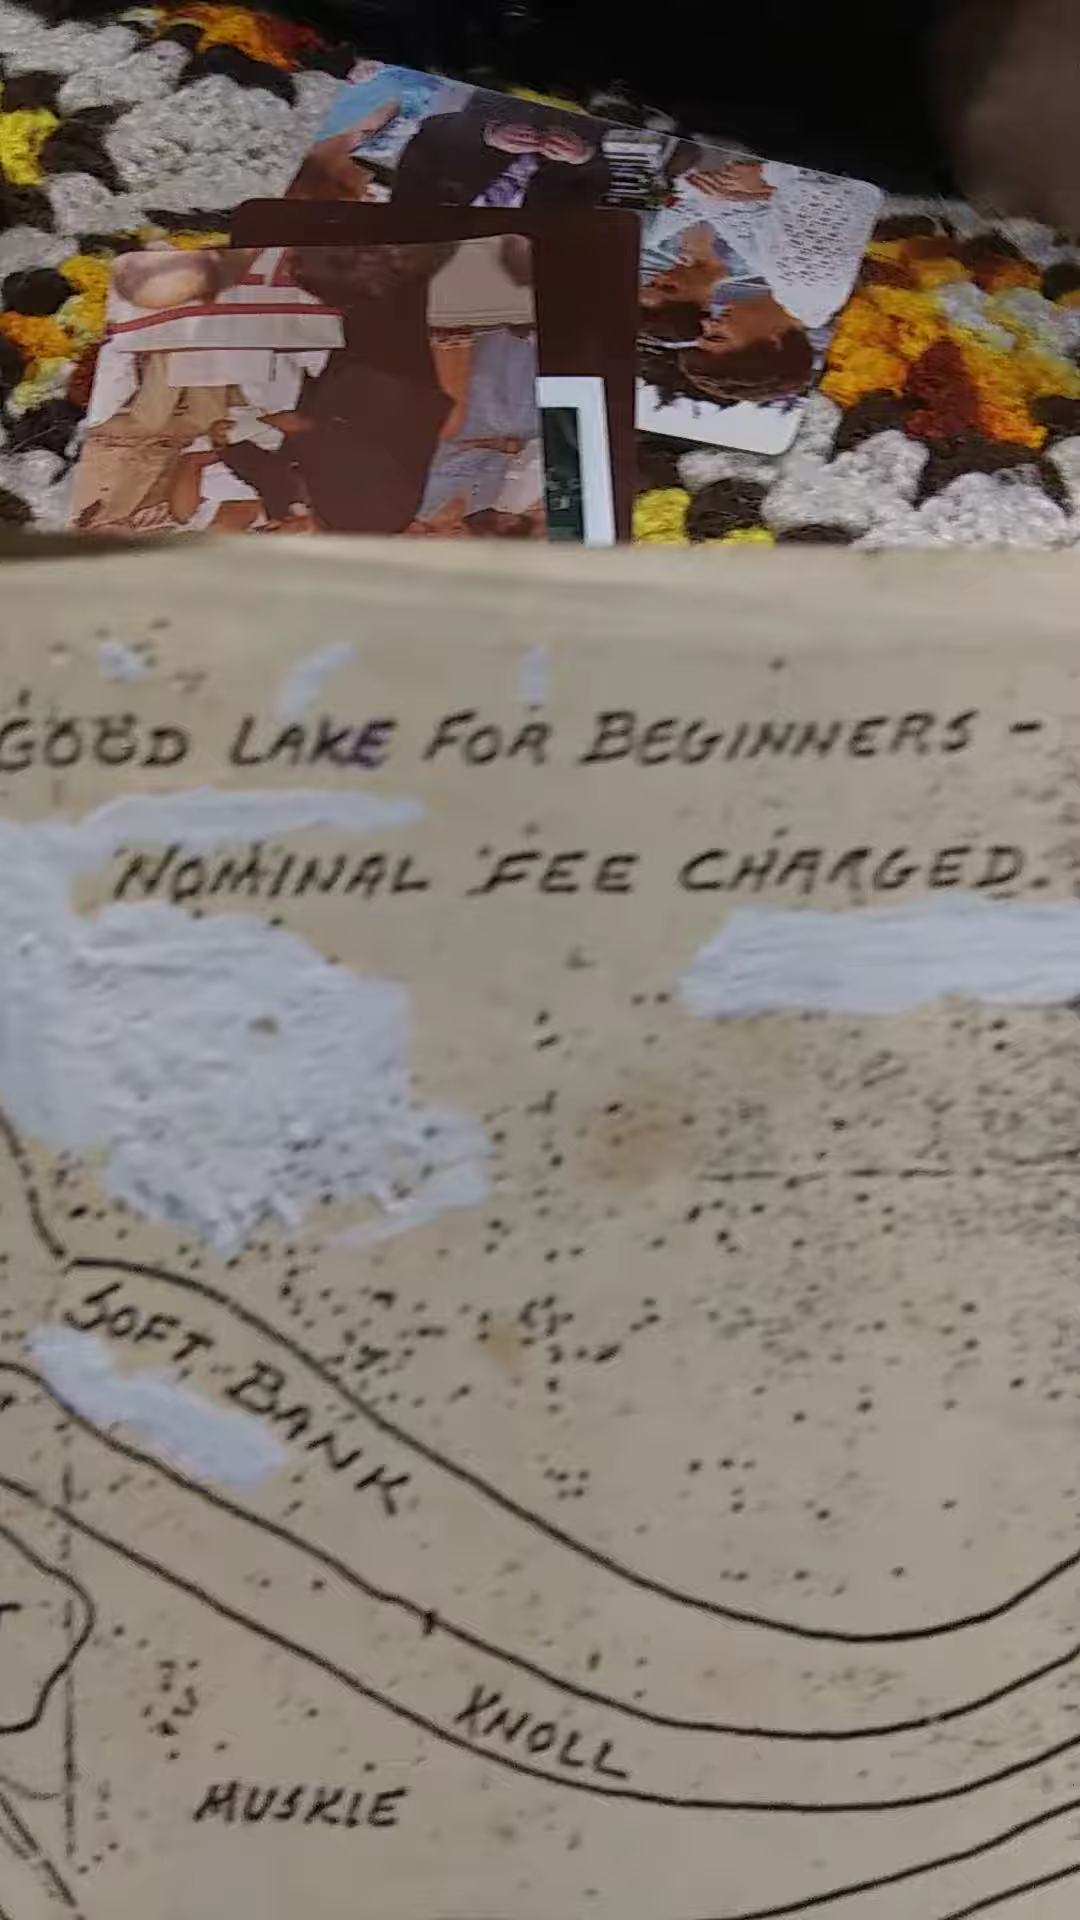 GOOD LAKE FOR BEGINNERS -
NOMINAL FEE CHARGED.
SOFT BANK
KNOLL
MUSKIE